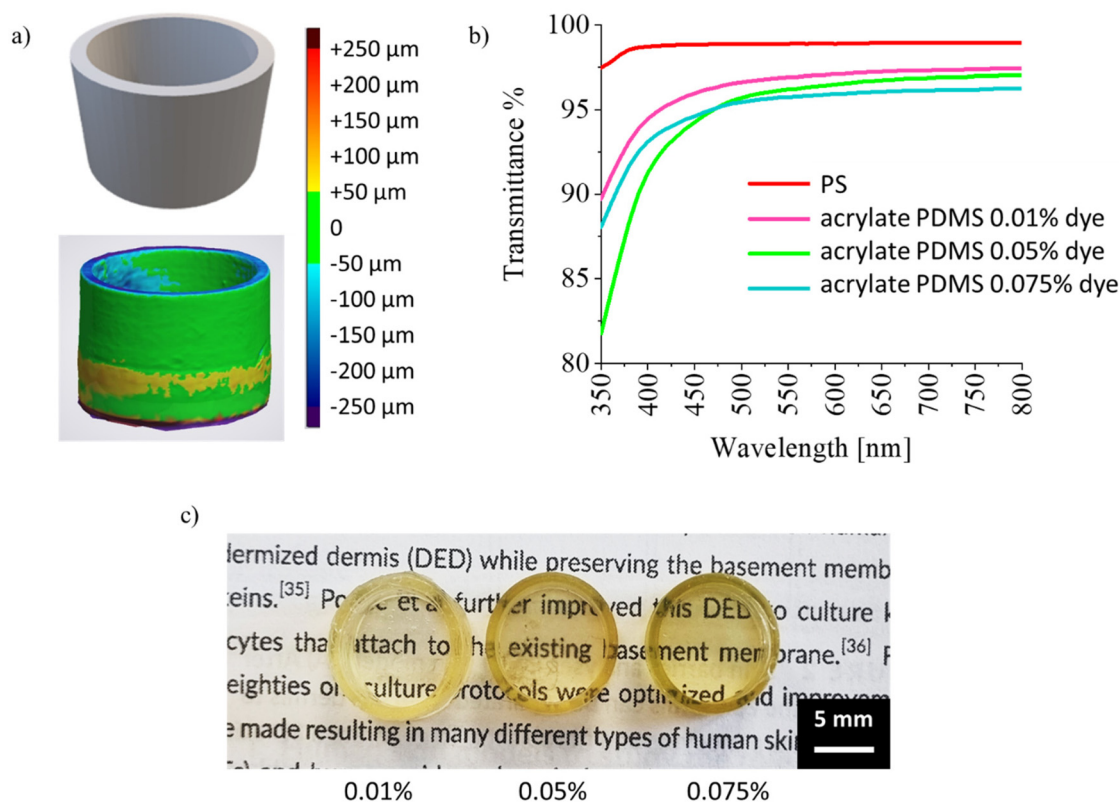 a)
+250 µm
+200 µm
+150 µm
+100 µm
+50 µm
0
-50 µm
-100 µm
-150 µm
-200 µm
-250 µm
b)
100
95
90
85
80
Transmittance %
PS
acrylate PDMS 0.01% dye
acrylate PDMS 0.05% dye
acrylate PDMS 0.075% dye
350
400
450
500
550
600
650
700
750
800
Wavelength [nm]
c)
dermized dermis (DED) while preserving the basement memb
eins.[35] et al further improved this DED to culture
cytes that attach to the existing basement membrane.[36]
eighties on culture protocols were optimized and improvem
e made resulting in many different types of human skin
5 mm
0.01%
0.05%
0.075%